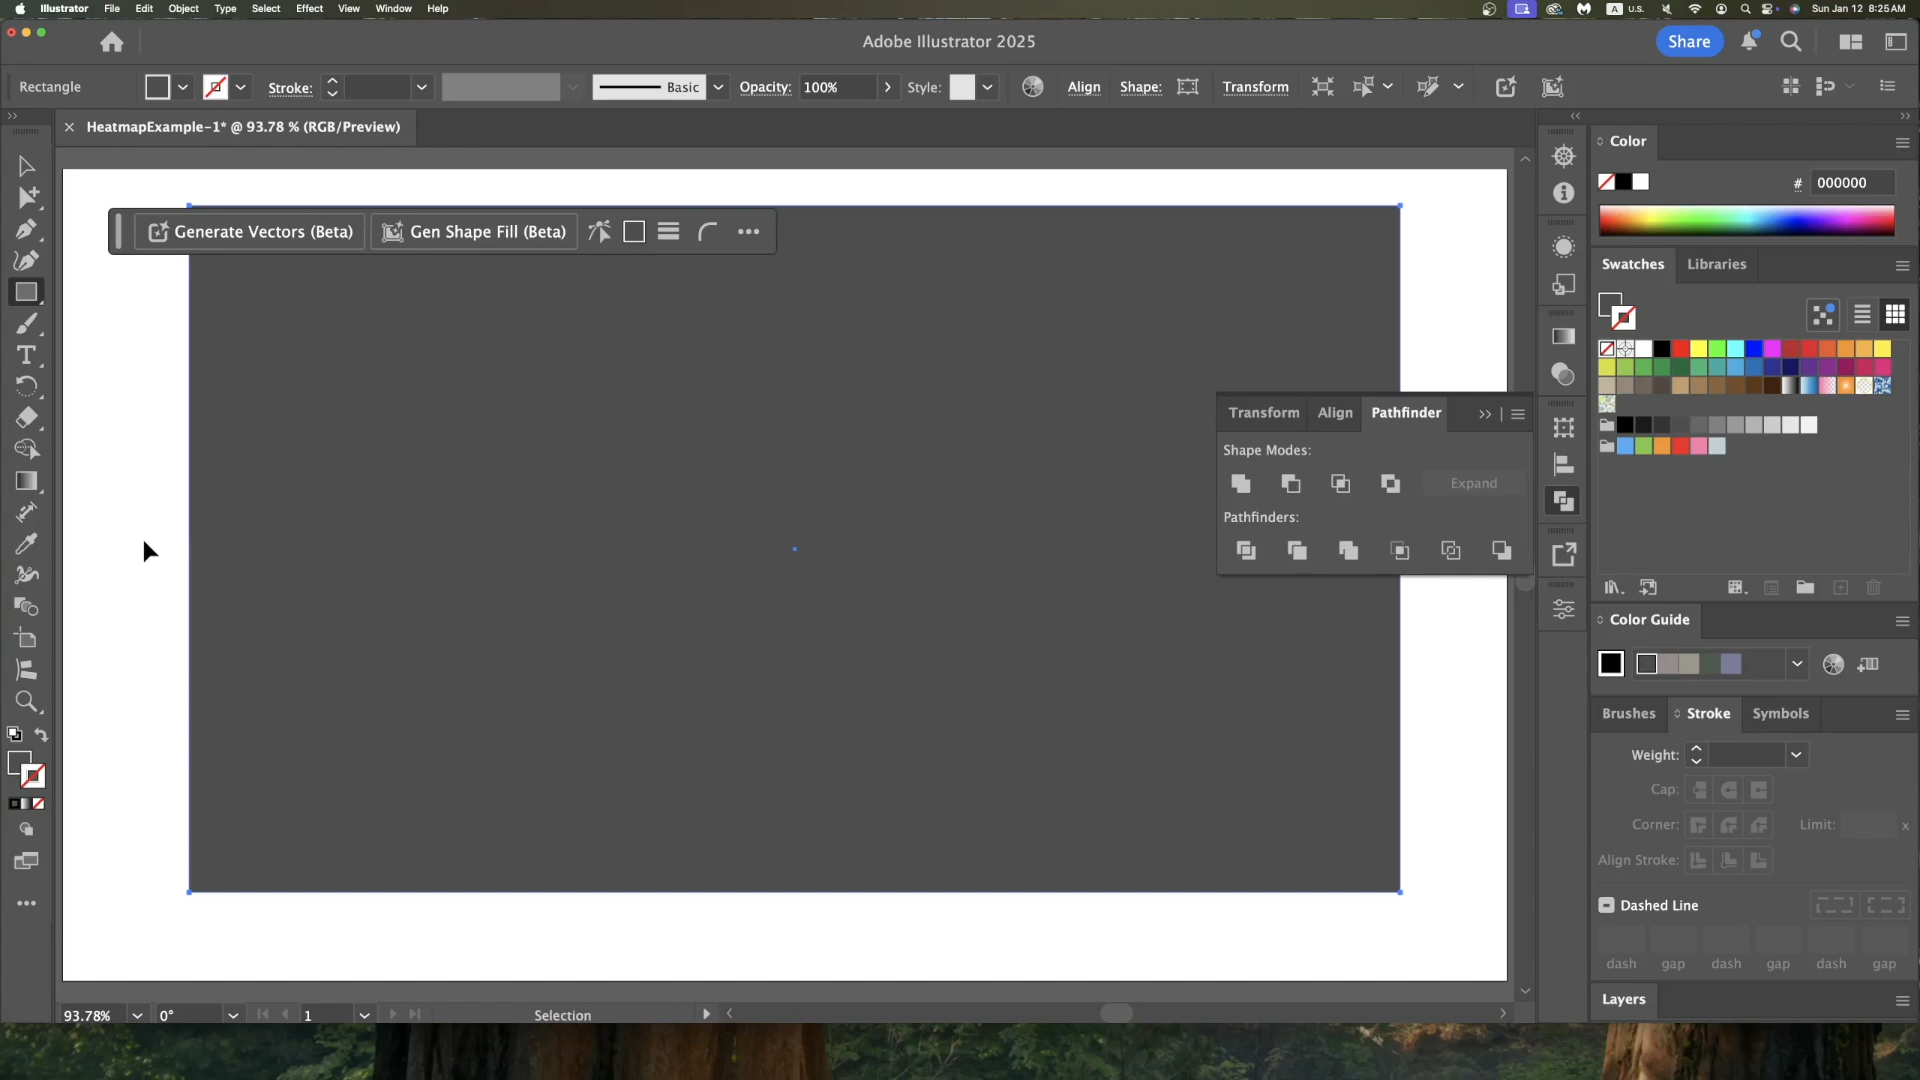 Illustrator File Edit Object Type Select Effect View Window Help
A U.S. Sun Jan 12 8:25 AM
Adobe Illustrator 2025
Share
Rectangle
Stroke:
Basic
Opacity: 100%
Style:
Align
Shape:
Transform
HeatmapExample-1* @ 93.78 % (RGB/Preview)
Generate Vectors (Beta)
Gen Shape Fill (Beta)
Transform
Align
Pathfinder
Shape Modes:
Expand
Pathfinders:
Color
# 000000
Swatches
Libraries
Color Guide
Brushes
Stroke
Symbols
Weight:
Cap:
Corner:
Limit:
x
Align Stroke:
Dashed Line
dash gap dash gap dash gap
Layers
93.78%
0°
1
Selection